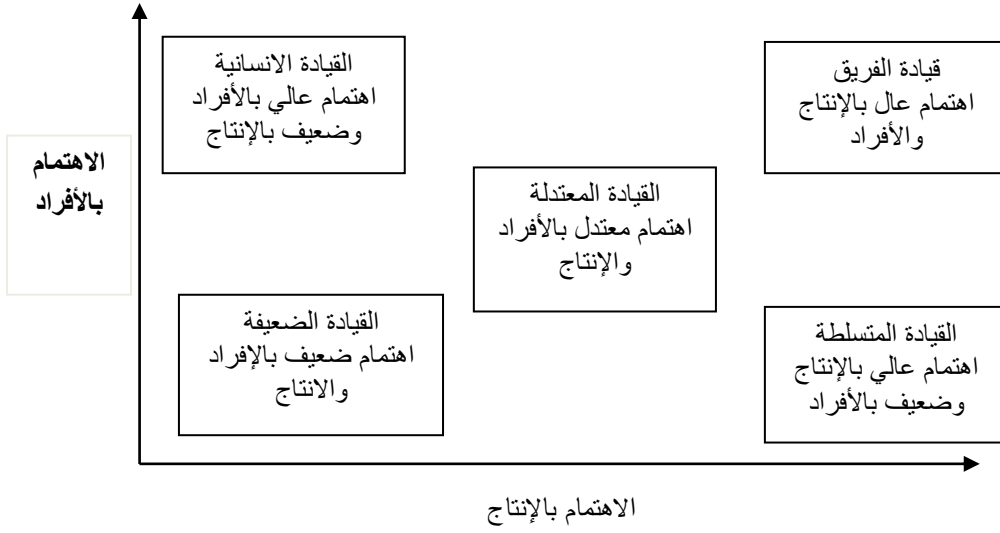 القيادة الانسانية
اهتمام عالي بالأفراد
وضعيف بالإنتاج
قيادة الفريق
اهتمام عال بالإنتاج
والأفراد
الاهتمام
بالأفراد
القيادة المعتدلة
اهتمام معتدل بالأفراد
والإنتاج
القيادة الضعيفة
اهتمام ضعيف بالإفراد
والانتاج
القيادة المتسلطة
اهتمام عالي بالإنتاج
وضعيف بالأفراد
الاهتمام بالإنتاج